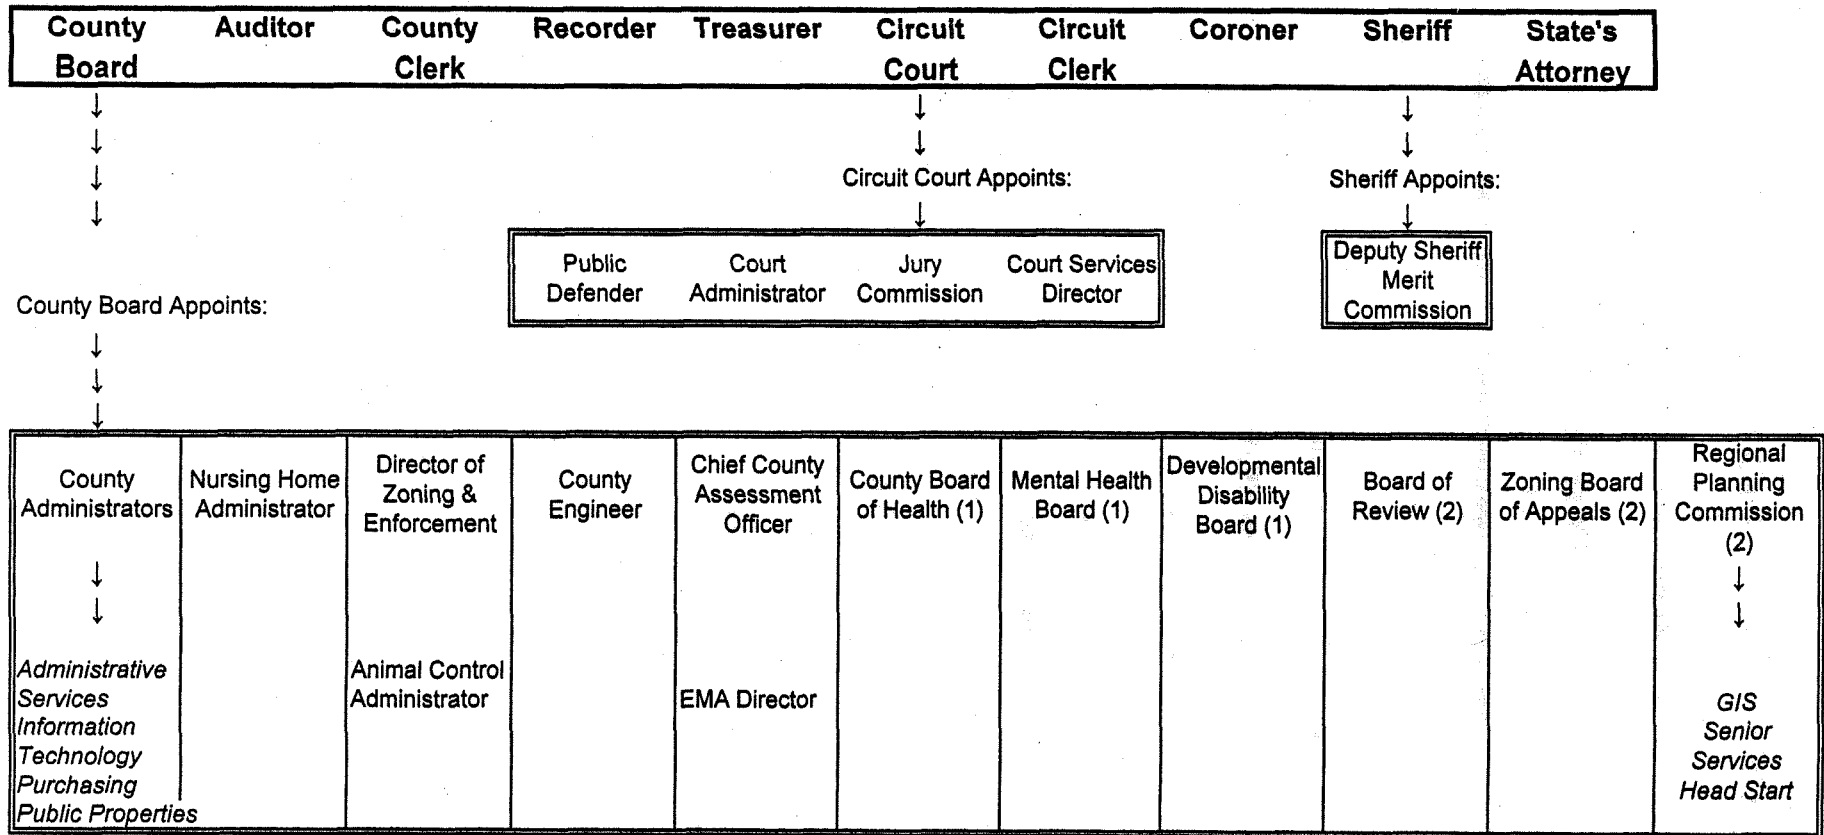 County Auditor County Recorder Treasurer Circuit Circuit Coroner Sheriff State's
Board Clerk Court Clerk Attorney
↓ ↓ ↓
↓ ↓ ↓
↓ Circuit Court Appoints: Sheriff Appoints:
↓ ↓ ↓
Public Defender
Court Administrator
Jury Commission
Court Services Director
Deputy Sheriff
Merit
Commission
County Board Appoints:
↓
↓
↓
County
Administrators
↓
↓
Administrative
Services
Information
Technology
Purchasing
Public Properties
Nursing Home
Administrator
Director of
Zoning &
Enforcement
Animal Control
Administrator
County
Engineer
Chief County
Assessment
Officer
EMA Director
County Board
of Health (1)
Mental Health
Board (1)
Developmental
Disability
Board (1)
Board of
Review (2)
Zoning Board
of Appeals (2)
Regional
Planning
Commission
(2)
↓
↓
GIS
Senior
Services
Head Start